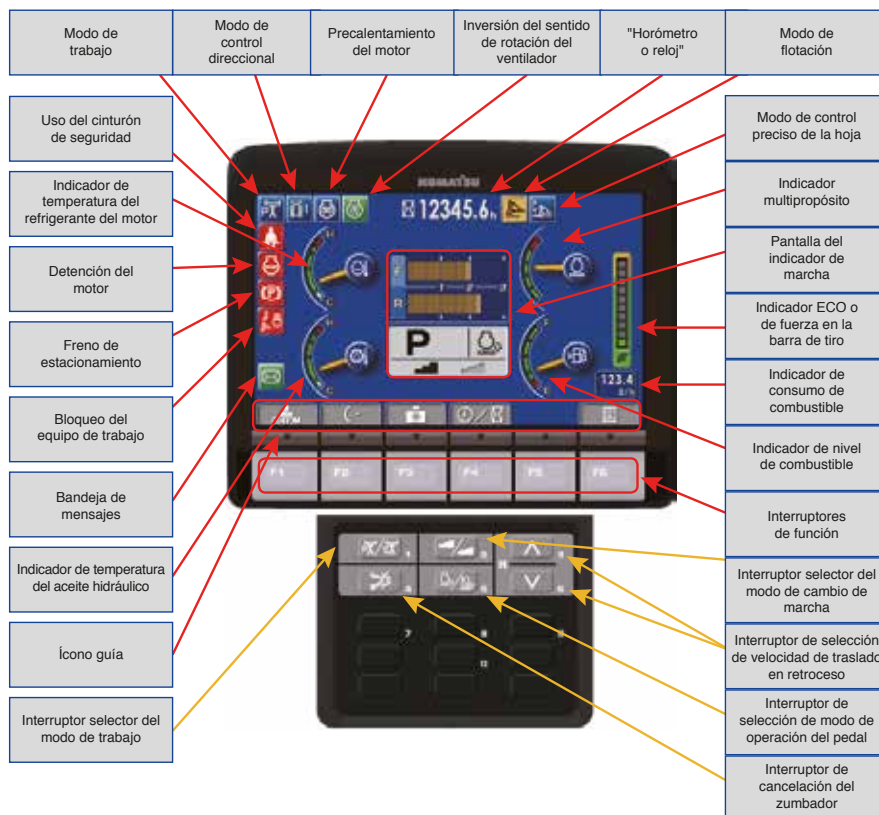 Modo de
trabajo
Modo de
control
direccional
Precalentamiento
del motor
Inversión del sentido
de rotación del
ventilador
"Horómetro
o reloj"
Modo de
flotación
Uso del cinturón
de seguridad
Indicador de
temperatura del
refrigerante del motor
Detención del
motor
Freno de
estacionamiento
Bloqueo del
equipo de trabajo
Bandeja de
mensajes
Indicador de temperatura
del aceite hidráulico
Ícono guía
Interruptor selector del
modo de trabajo
KOMATSU
12345.6h
F
R
P
123.4
F1
F2
F3
F4
F5
F6
Modo de control
preciso de la hoja
Indicador
multipropósito
Pantalla del
indicador de
marcha
Indicador ECO o
de fuerza en la
barra de tiro
Indicador de
consumo de
combustible
Indicador de nivel
de combustible
Interruptores
de función
Interruptor selector del
modo de cambio de
marcha
Interruptor de selección
de velocidad de traslado
en retroceso
Interruptor de
selección de modo de
operación del pedal
Interruptor de
cancelación del
zumbador